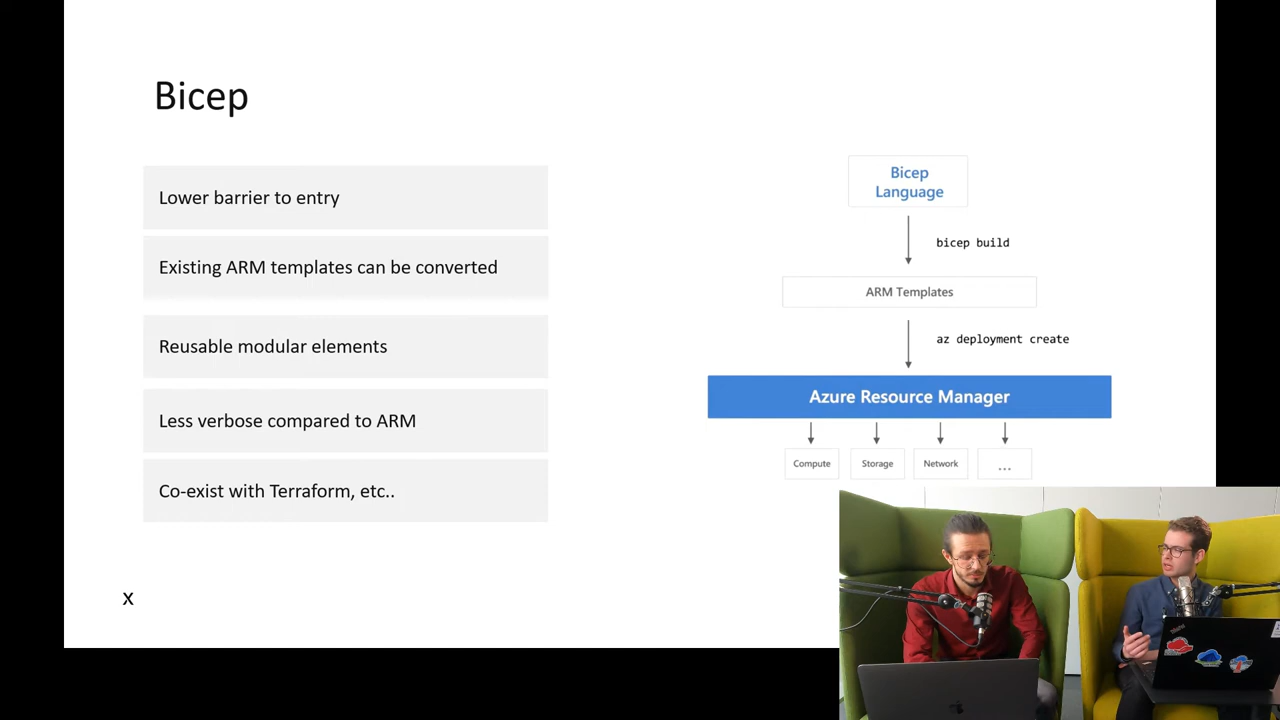 Bicep
Lower barrier to entry
Existing ARM templates can be converted
Reusable modular elements
Less verbose compared to ARM
Co-exist with Terraform, etc..
x
Bicep
Language
bicep build
ARM Templates
az deployment create
Azure Resource Manager
Compute
Storage
Network
...